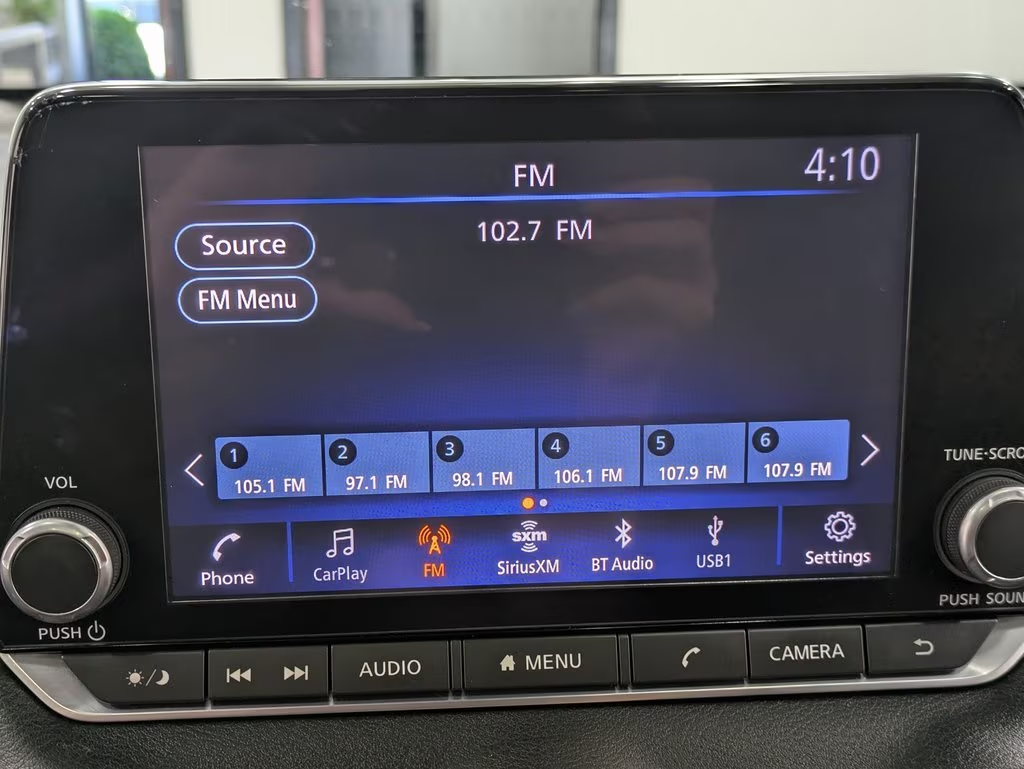 FM
4:10
102.7 FM
Source
FM Menu
1
105.1 FM
2
97.1 FM
3
98.1 FM
4
106.1 FM
5
107.9 FM
6
107.9 FM
VOL
TUNE·SCRO
Phone
CarPlay
FM
sxm
SiriusXM
BT Audio
USB1
Settings
PUSH
PUSH SOUN
AUDIO
MENU
CAMERA